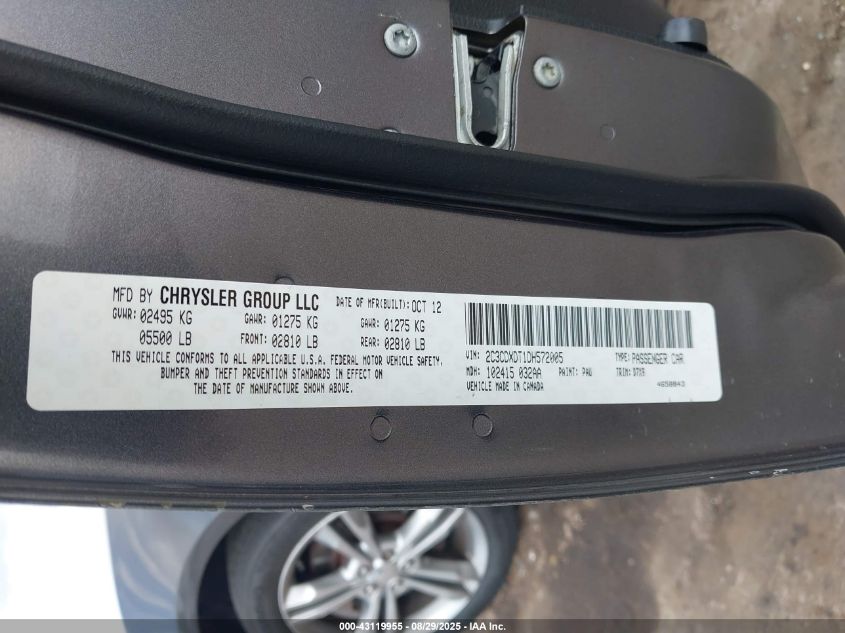 MFD BY CHRYSLER GROUP LLC DATE OF MFR(BUILT): OCT 12
GVWR: 02495 KG GAWR: 01275 KG GAWR: 01275 KG
05500 LB FRONT: 02810 LB REAR: 02810 LB
THIS VEHICLE CONFORMS TO ALL APPLICABLE U.S.A. FEDERAL MOTOR VEHICLE SAFETY,
BUMPER AND THEFT PREVENTION STANDARDS IN EFFECT ON
THE DATE OF MANUFACTURE SHOWN ABOVE.
VIN: 2C3CDXDT1DH572005 TYPE: PASSENGER CAR
MDH: 102415 032AA PAINT: PAU TRIM: D7X9
VEHICLE MADE IN CANADA 4658843
000-43119955 - 08/29/2025 - IAA Inc.